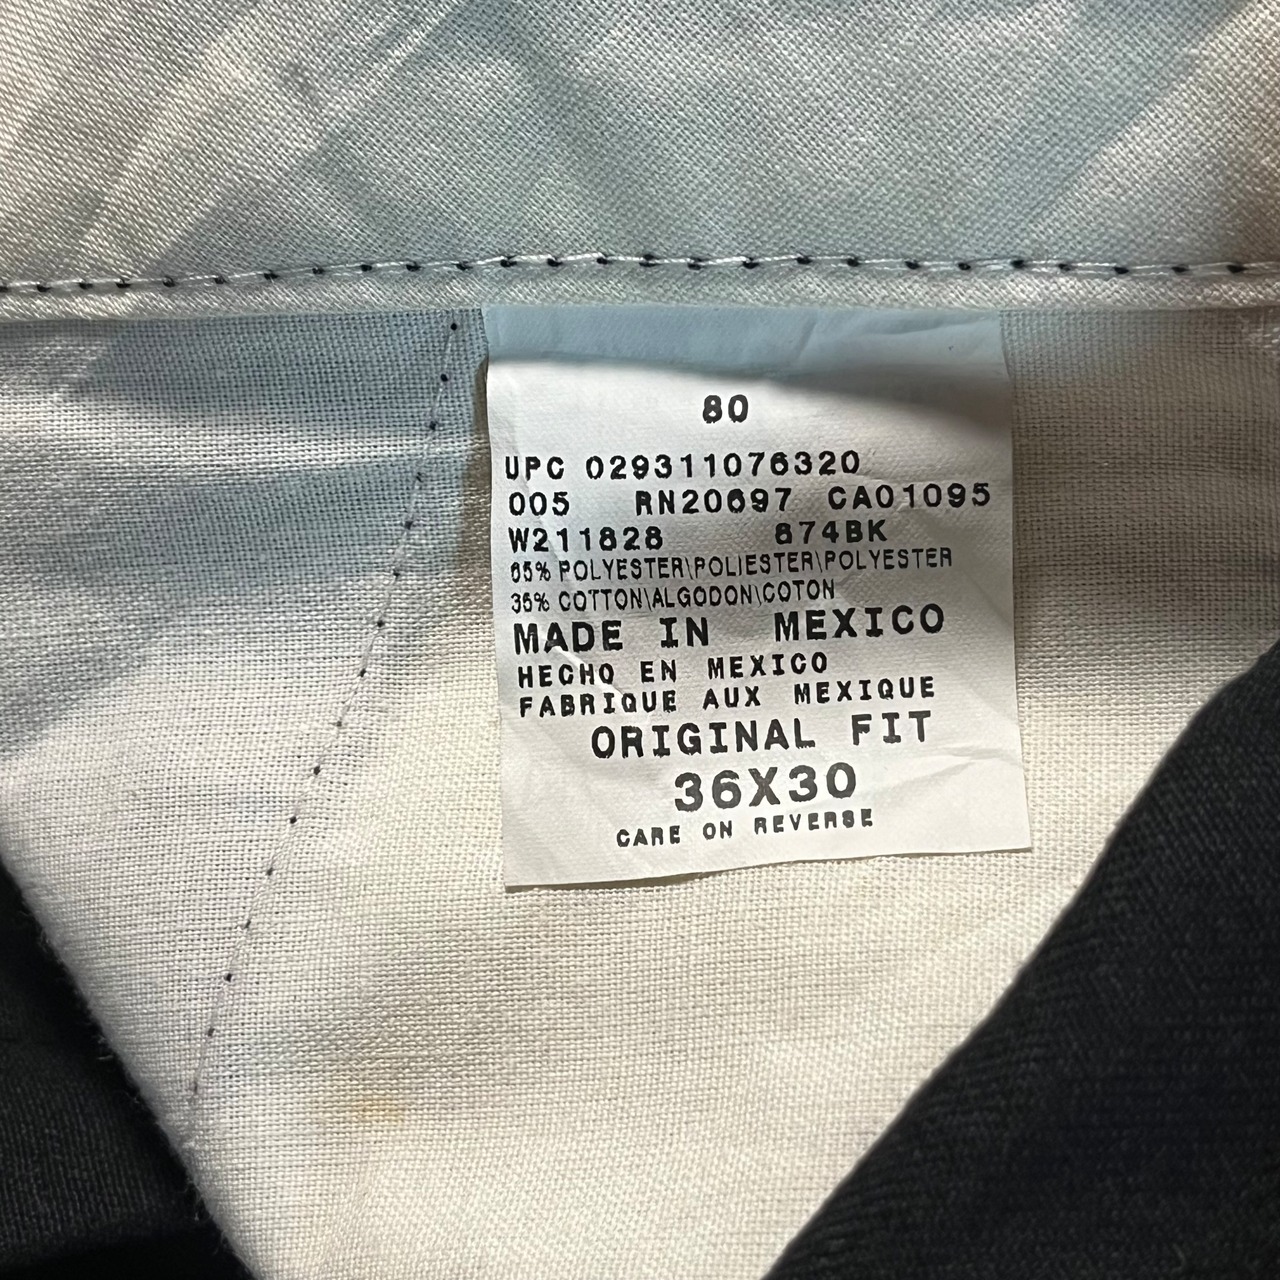 80
UPC 029311076320
005 RN20697 CA01095
W211828 874BK
65% POLYESTER\POLIESTER\POLYESTER
35% COTTON\ALGODON\COTON
MADE IN MEXICO
HECHO EN MEXICO
FABRIQUE AUX MEXIQUE
ORIGINAL FIT
36X30
CARE ON REVERSE